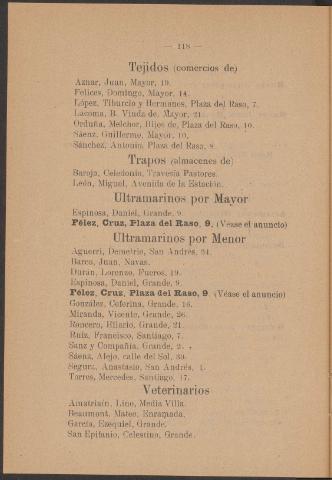 — 118 —
Tejidos (comercios de)
Aznar, Juan, Mayor, 19.
Felices, Domingo, Mayor, 14.
López, Tiburcio y Hermanos, Plaza del Raso, 7.
Lacoma, B. Viuda de, Mayor, 21.
Orduña, Melchor, Hijos de, Plaza del Raso, 10.
Sáenz, Guillermo, Mayor, 10.
Sánchez, Antonio, Plaza del Raso, 8.
Trapos (almacenes de)
Baroja, Celedonia, Travesía Pastores.
León, Miguel, Avenida de la Estación.
Ultramarinos por Mayor
Espinosa, Daniel, Grande, 9.
Félez, Cruz, Plaza del Raso, 9. (Véase el anuncio)
Ultramarinos por Menor
Aguerri, Demetrio, San Andrés, 24.
Barco, Juan, Navas.
Durán, Lorenzo, Fueros, 19.
Espinosa, Daniel, Grande, 9.
Félez, Cruz, Plaza del Raso, 9 (Véase el anuncio)
González, Ceferina, Grande, 16.
Miranda, Vicente, Grande, 26.
Roncero, Hilario, Grande, 21.
Ruiz, Francisco, Santiago, 7.
Sanz y Compañía, Grande, 2.
Sáenz, Alejo, calle del Sol, 39.
Segura, Anastasio, San Andrés, 1.
Torres, Mercedes, Santiago, 17.
Veterinarios
Amatriaín, Lino, Media Villa.
Beaumont, Mateo, Enramada.
García, Ezequiel, Grande.
San Epifanio, Celestino, Grande.